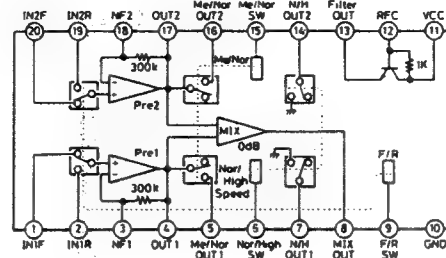 IN2F IN2R NF2 OUT2 Me/Nor OUT2 Me/Nor SW N/H OUT2 Filter OUT RFC VCC
20 19 18 17 16 15 14 13 12 11
300k
Me/Nor
1K
Pre2
MIX
0dB
Pre1
Nor/High Speed
F/R
300k
1 2 3 4 5 6 7 8 9 10
IN1F IN1R NF1 OUT1 Me/Nor OUT1 Nor/High SW N/H OUT1 MIX OUT F/R SW GND